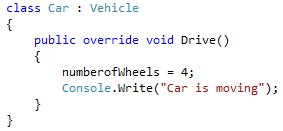 class Car : Vehicle
{
    public override void Drive()
    {
        numberofWheels = 4;
        Console.Write("Car is moving");
    }
}